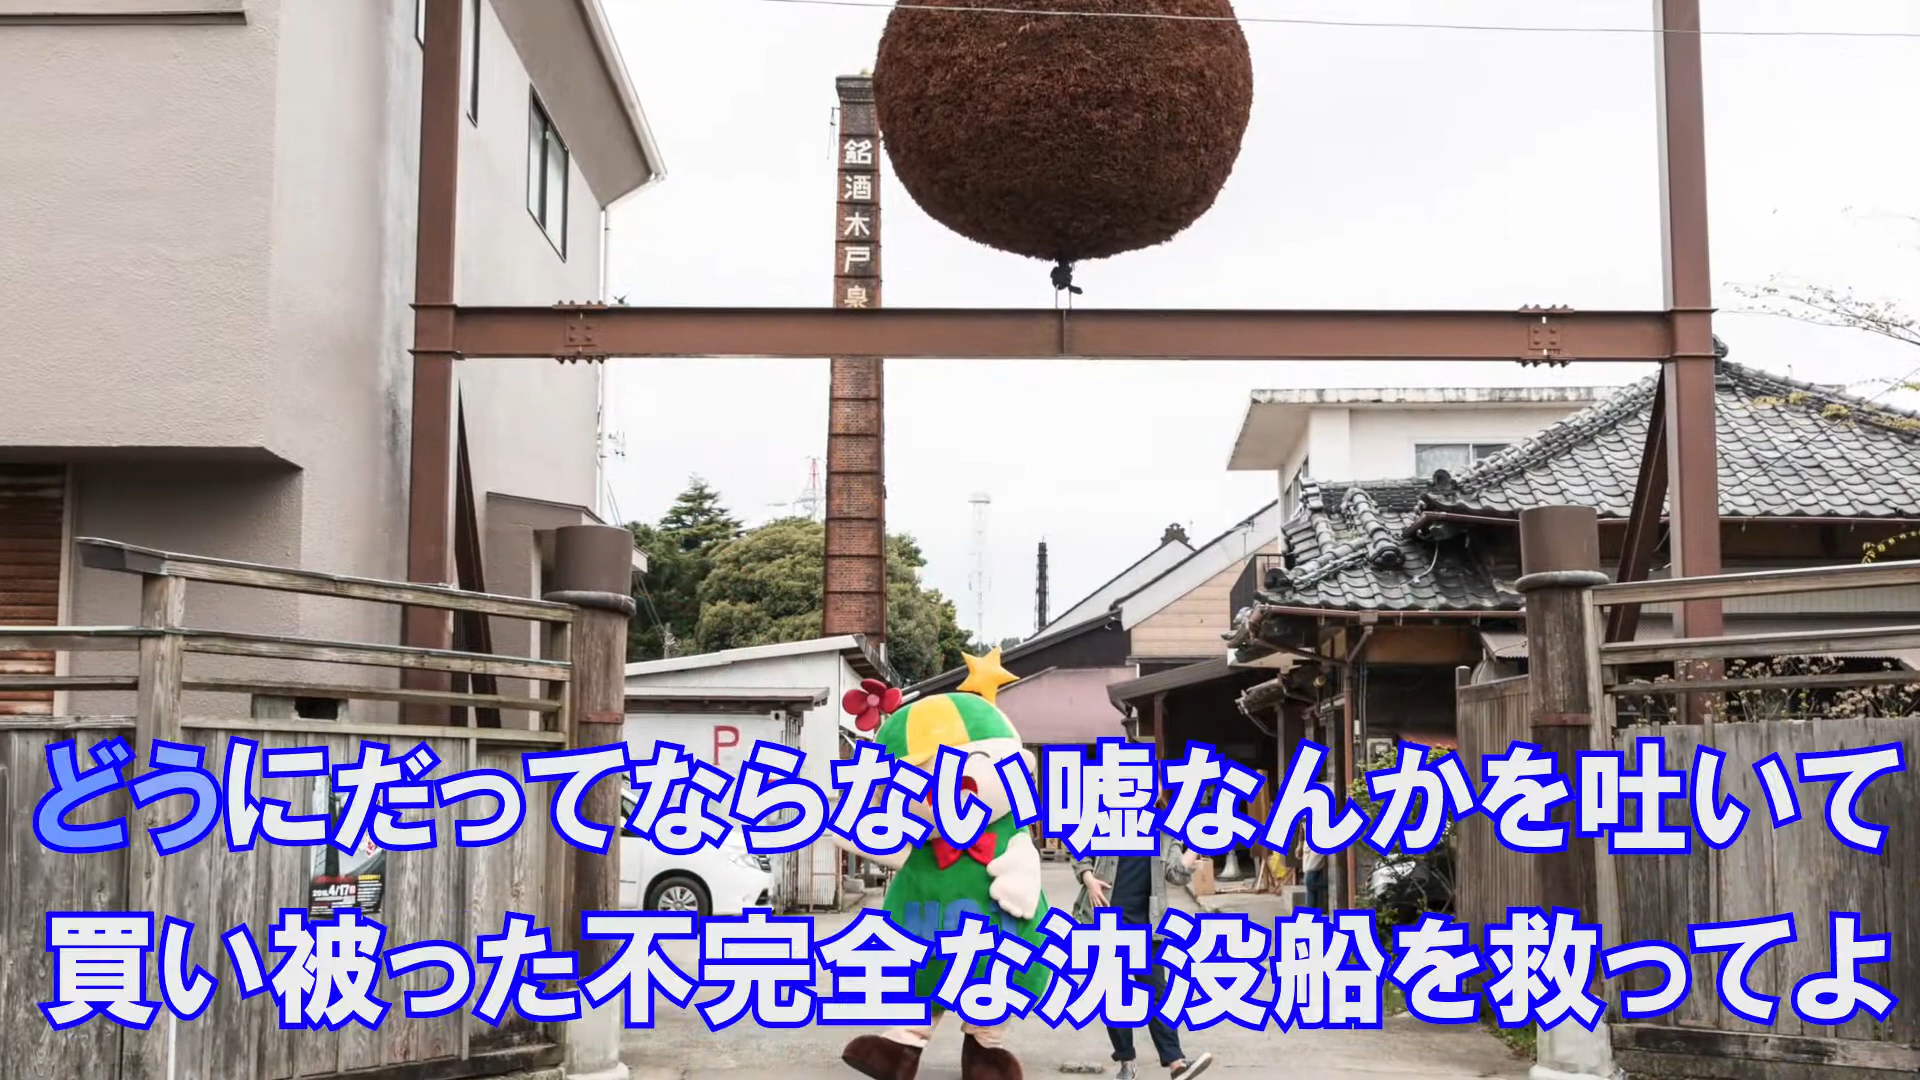 銘酒木戸泉
P
どうにだってならない嘘なんかを吐いて
4/17
買い被った不完全な沈没船を救ってよ